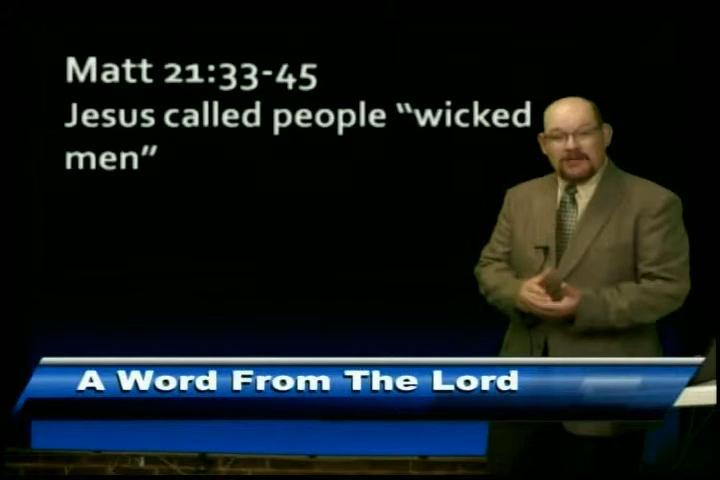 Matt 21:33-45
Jesus called people “wicked
men”
A Word From The Lord